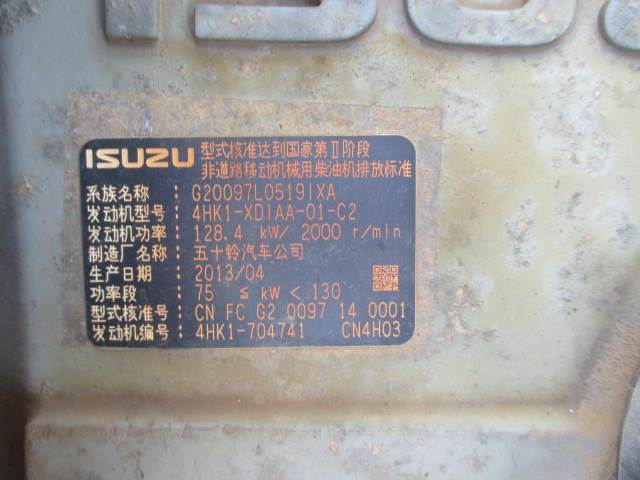 ISUZU
型式核准达到国家第Ⅱ阶段
非道路移动机械用柴油机排放标准
系族名称: G20097L05191XA
发动机型号: 4HK1-XD1AA-01-C2
发动机功率: 128.4 kW/ 2000 r/min
制造厂名称: 五十铃汽车公司
生产日期: 2013/04
功率段: 75 ≤ kW < 130
型式核准号: CN FC G2 0097 14 0001
发动机编号: 4HK1-704741 CN4H03